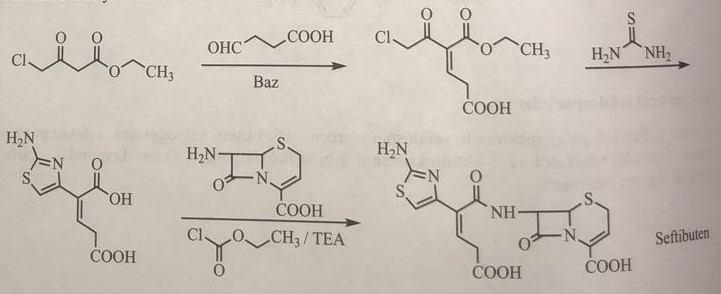 Cl O O O CH3
OHC COOH
Baz
Cl O O O CH3
COOH
S
H2N NH2
H2N
N
S
O
OH
COOH
H2N S
O N
COOH
Cl O CH3 / TEA
O
H2N
N
S
O
NH
COOH
S
O N
COOH
Seftibuten